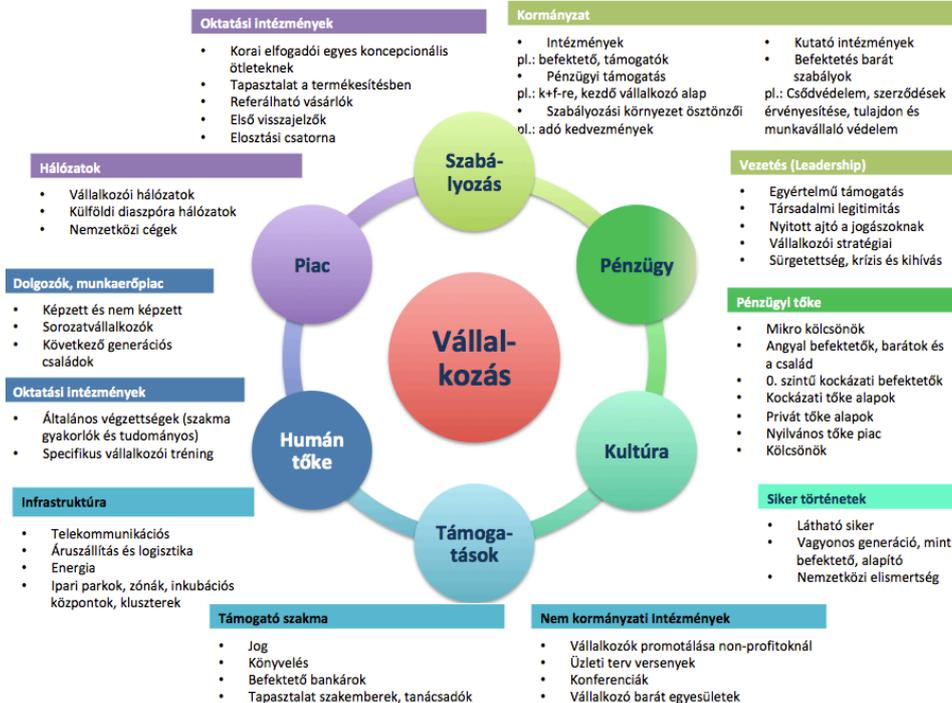 Oktatási intézmények
• Korai elfogadói egyes koncepcionális
ötleteknek
• Tapasztalat a termékesítésben
• Referálható vásárlók
• Első visszajelzők
• Elosztási csatorna
Kormányzat
• Intézmények
pl.: befektető, támogatók
• Pénzügyi támogatás
pl.: k+f-re, kezdő vállalkozó alap
• Szabályozási környezet ösztönzői
pl.: adó kedvezmények
• Kutató intézmények
• Befektetés barát
szabályok
pl.: Csődvédelem, szerződések
érvényesítése, tulajdon és
munkavállaló védelem
Hálózatok
• Vállalkozói hálózatok
• Külföldi diaszpóra hálózatok
• Nemzetközi cégek
Vezetés (Leadership)
• Egyértelmű támogatás
• Társadalmi legitimitás
• Nyitott ajtó a jogászoknak
• Vállalkozói stratégiai
• Sürgetettség, krízis és kihívás
Szabá-
lyozás
Piac
Pénzügy
Vállal-
kozás
Humán
tőke
Kultúra
Támoga-
tások
Dolgozók, munkaerőpiac
• Képzett és nem képzett
• Sorozatvállalkozók
• Következő generációs
családok
Pénzügyi tőke
• Mikro kölcsönök
• Angyal befektetők, barátok és
a család
• 0. szintű kockázati befektetők
• Kockázati tőke alapok
• Privát tőke alapok
• Nyilvános tőke piac
• Kölcsönök
Oktatási intézmények
• Általános végzettségek (szakma
gyakorlók és tudományos)
• Specifikus vállalkozói tréning
Infrastruktúra
• Telekommunikációs
• Áruszállítás és logisztika
• Energia
• Ipari parkok, zónák, inkubációs
központok, kluszterek
Siker történetek
• Látható siker
• Vagyonos generáció, mint
befektető, alapító
• Nemzetközi elismertség
Támogató szakma
• Jog
• Könyvelés
• Befektető bankárok
• Tapasztalat szakemberek, tanácsadók
Nem kormányzati Intézmények
• Vállalkozók promotálása non-profitoknál
• Üzleti terv versenyek
• Konferenciák
• Vállalkozó barát egyesületek